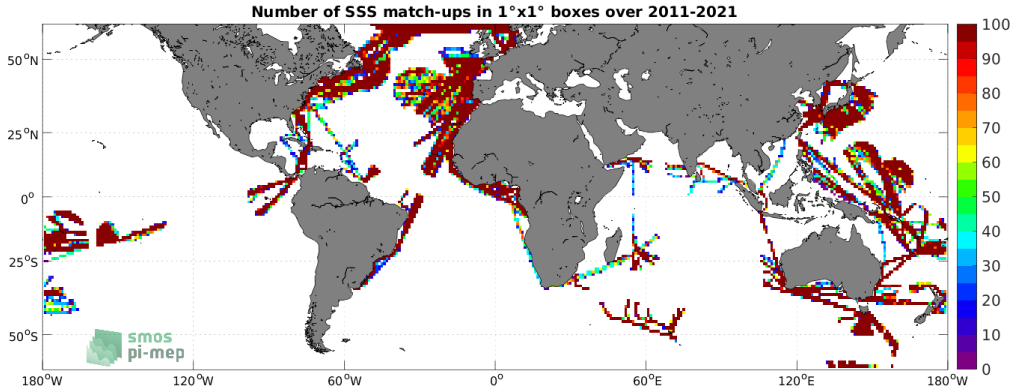 Number of SSS match-ups in 1°x1° boxes over 2011-2021
50°N
25°N
0°
25°S
50°S
180°W
120°W
60°W
0°
60°E
120°E
180°W
100
90
80
70
60
50
40
30
20
10
0
smos
pi-mep